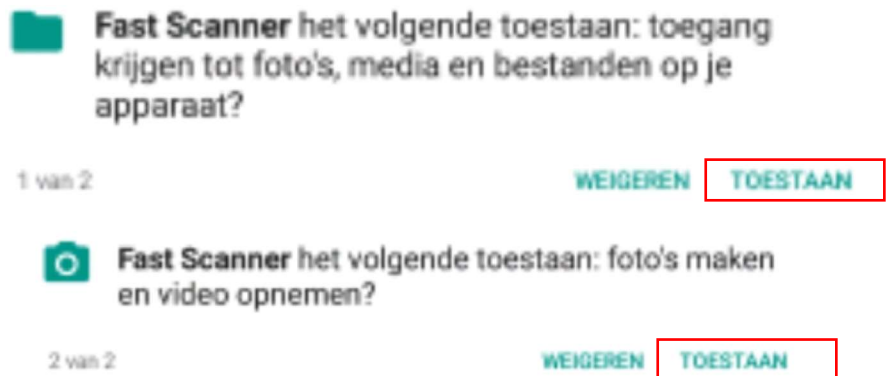 Fast Scanner het volgende toestaan: toegang
krijgen tot foto's, media en bestanden op je
apparaat?
1 van 2 WEIGEREN TOESTAAN
Fast Scanner het volgende toestaan: foto's maken
en video opnemen?
2 van 2 WEIGEREN TOESTAAN